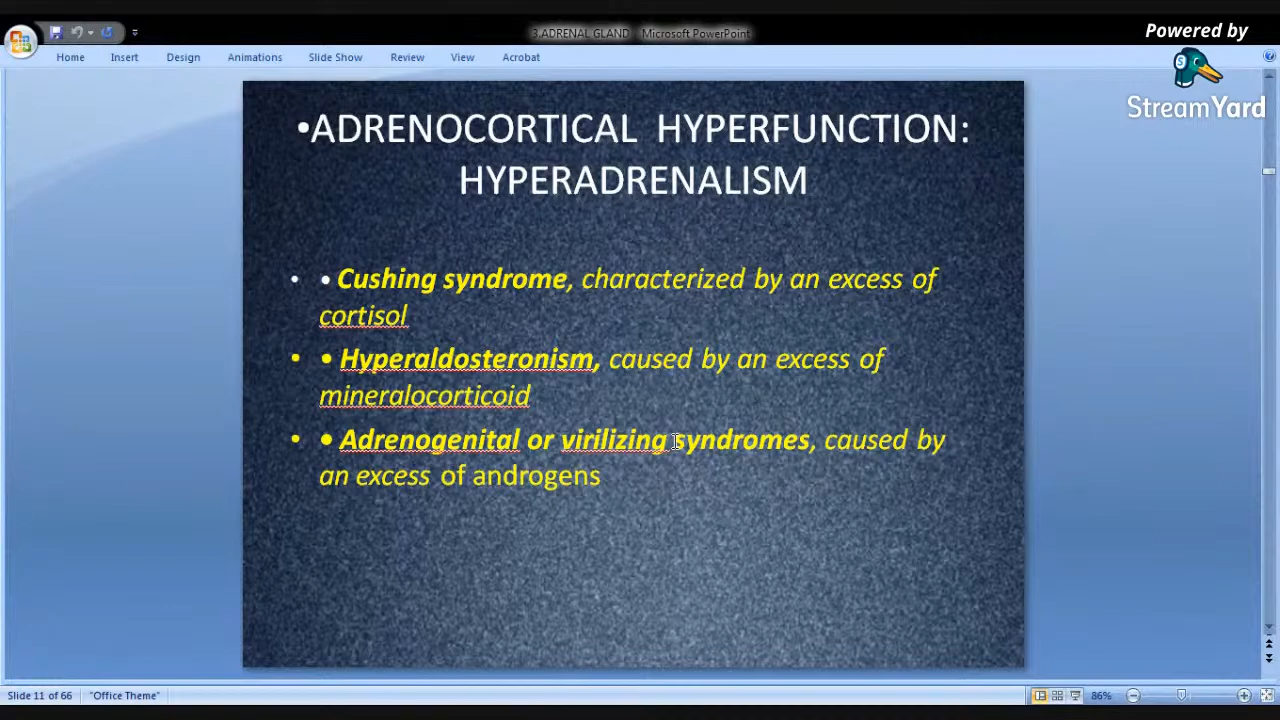 Powered by
StreamYard
3.ADRENAL GLAND - Microsoft PowerPoint
Home Insert Design Animations Slide Show Review View Acrobat
•ADRENOCORTICAL HYPERFUNCTION:
HYPERADRENALISM
• • Cushing syndrome, characterized by an excess of
cortisol
• • Hyperaldosteronism, caused by an excess of
mineralocorticoid
• • Adrenogenital or virilizing syndromes, caused by
an excess of androgens
Slide 11 of 66 "Office Theme" 86%